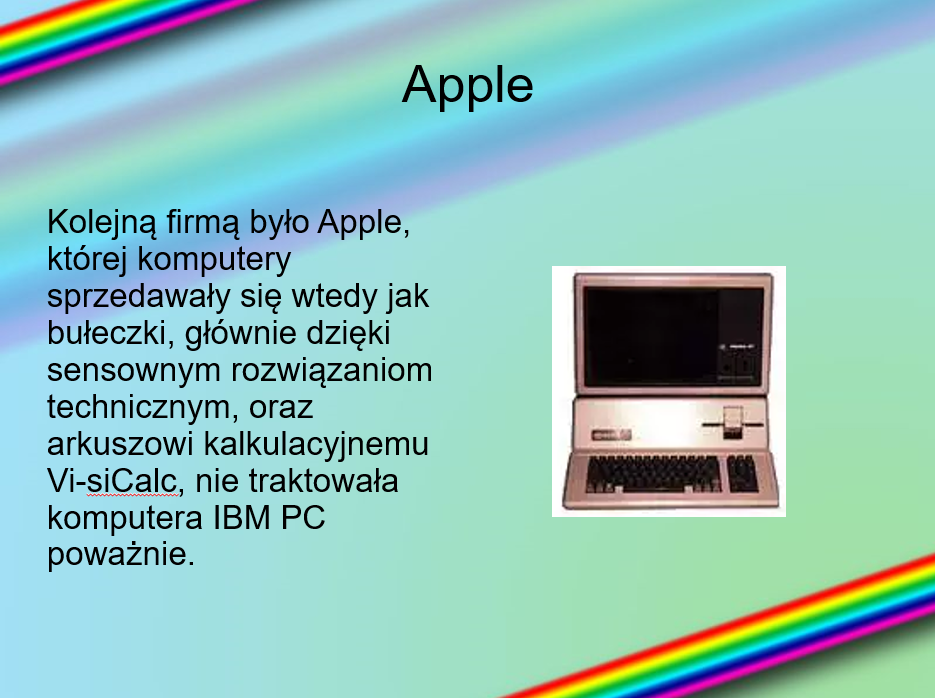 Apple
Kolejną firmą było Apple,
której komputery
sprzedawały się wtedy jak
bułeczki, głównie dzięki
sensownym rozwiązaniom
technicznym, oraz
arkuszowi kalkulacyjnemu
Vi-siCalc, nie traktowała
komputera IBM PC
poważnie.